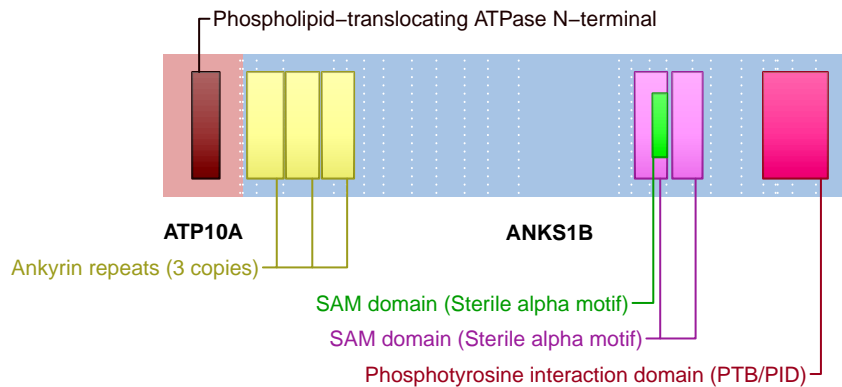 Phospholipid−translocating ATPase N−terminal
ATP10A
ANKS1B
Ankyrin repeats (3 copies)
SAM domain (Sterile alpha motif)
SAM domain (Sterile alpha motif)
Phosphotyrosine interaction domain (PTB/PID)